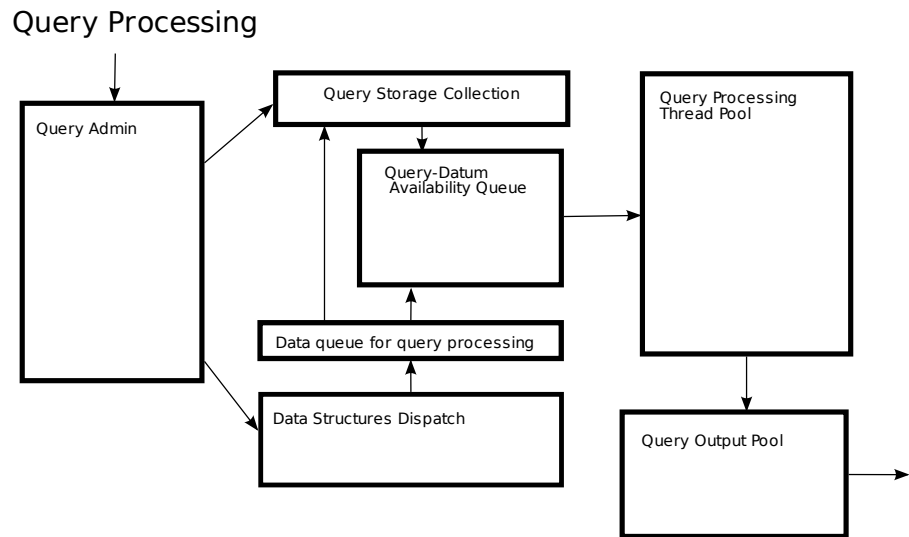 Query Processing
Query Admin
Query Storage Collection
Query Processing
Thread Pool
Query-Datum
Availability Queue
Data queue for query processing
Data Structures Dispatch
Query Output Pool